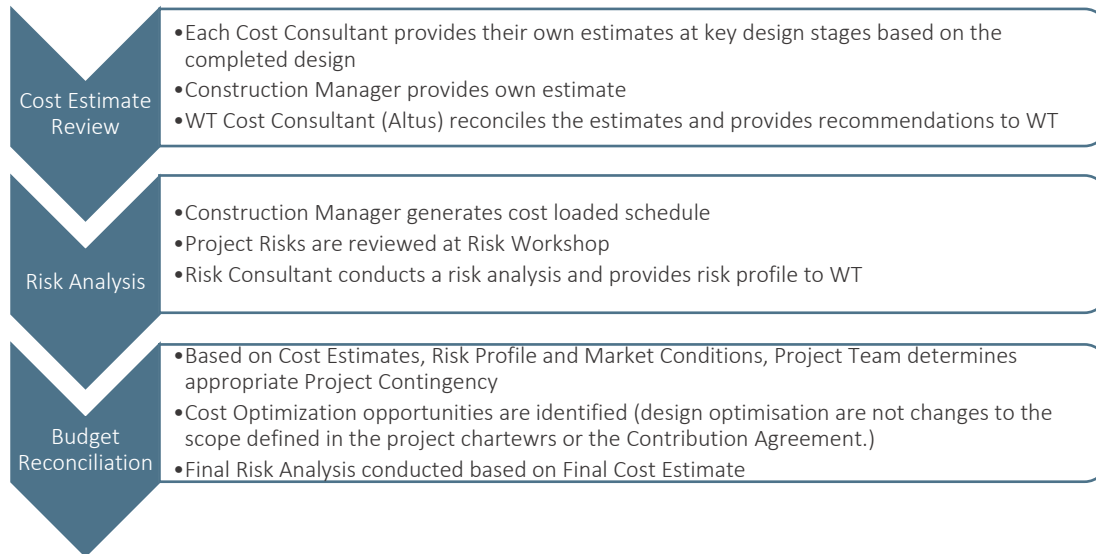 Cost Estimate
Review
•Each Cost Consultant provides their own estimates at key design stages based on the
completed design
•Construction Manager provides own estimate
•WT Cost Consultant (Altus) reconciles the estimates and provides recommendations to WT
Risk Analysis
•Construction Manager generates cost loaded schedule
•Project Risks are reviewed at Risk Workshop
•Risk Consultant conducts a risk analysis and provides risk profile to WT
Budget
Reconciliation
•Based on Cost Estimates, Risk Profile and Market Conditions, Project Team determines
appropriate Project Contingency
•Cost Optimization opportunities are identified (design optimisation are not changes to the
scope defined in the project chartewrs or the Contribution Agreement.)
•Final Risk Analysis conducted based on Final Cost Estimate